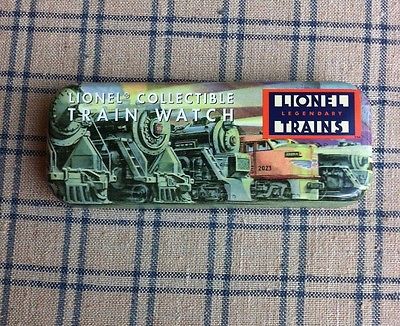 LIONEL® COLLECTIBLE
TRAIN WATCH
LIONEL
LEGENDARY
TRAINS
2023